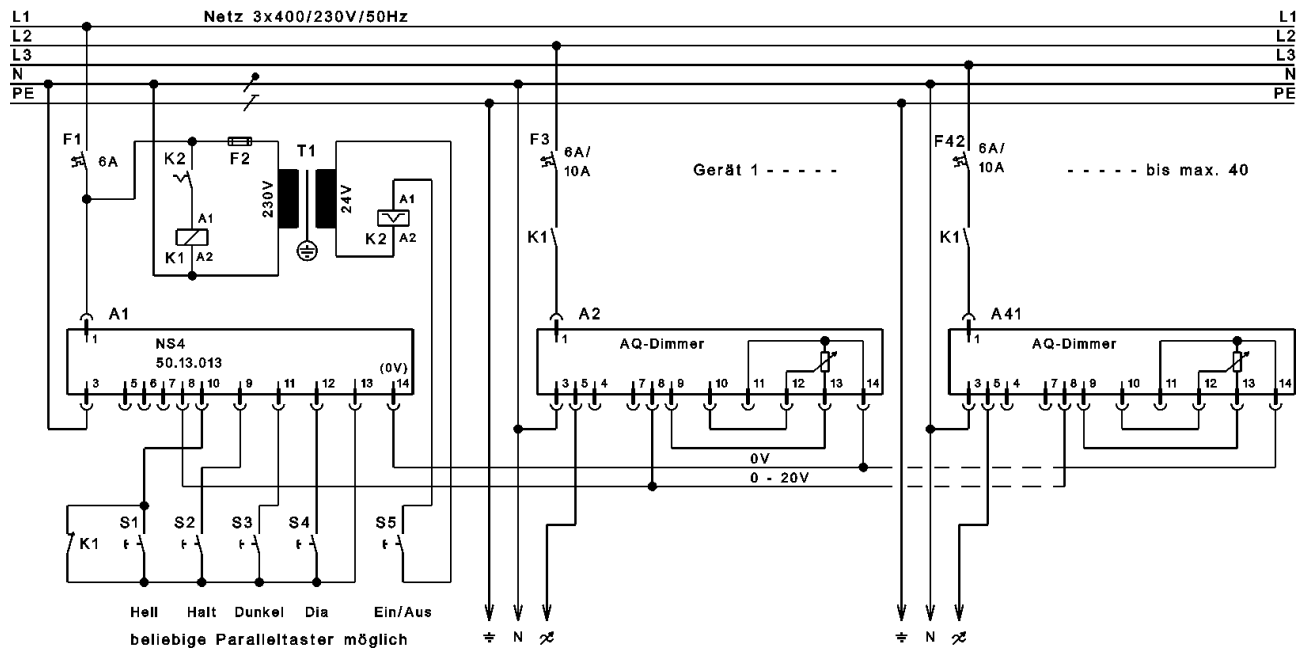 L1 Netz 3x400/230V/50Hz L1
L2 L2
L3 L3
N N
PE PE
F1 6A
K2 F2 T1
230V 24V
A1 K1 A2
A1 K2 A2
F3 6A/
10A
Gerät 1 - - - - -
F42 6A/
10A
- - - - - bis max. 40
K1 K1
A1 A2 A41
1 NS4
50.13.013
(0V)
3 5 6 7 8 10 9 11 12 13 14
1 AQ-Dimmer
3 5 4 7 8 9 10 11 12 13 14
1 AQ-Dimmer
3 5 4 7 8 9 10 11 12 13 14
0V
0 - 20V
K1 S1 S2 S3 S4 S5
Hell Halt Dunkel Dia Ein/Aus
beliebige Paralleltaster möglich
N N